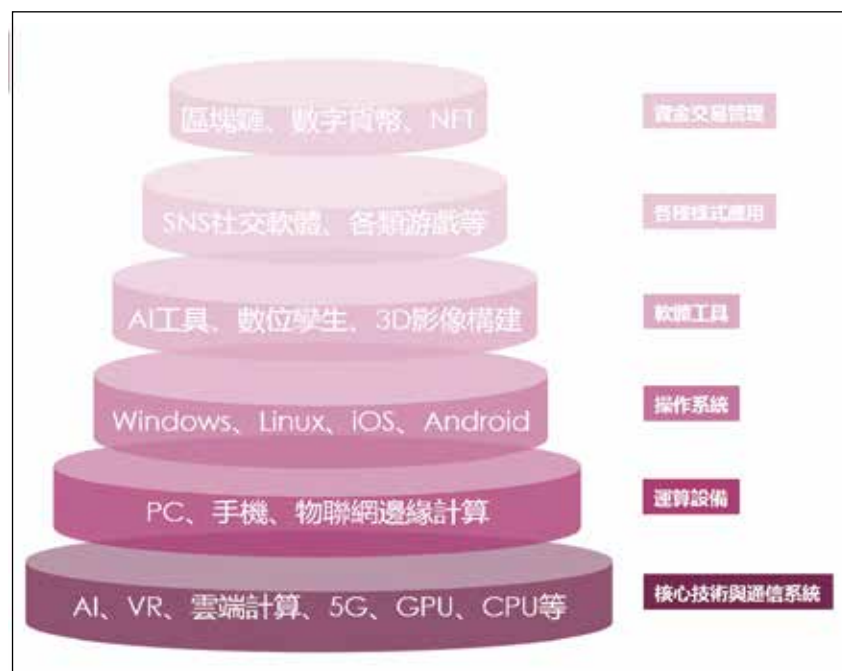 區塊鏈、數字貨幣、NFT
資金交易管理
SNS社交軟體、各類游戲等
各種樣式應用
AI工具、數位孿生、3D影像構建
軟體工具
Windows、Linux、iOS、Android
操作系統
PC、手機、物聯網邊緣計算
運算設備
AI、VR、雲端計算、5G、GPU、CPU等
核心技術與通信系統